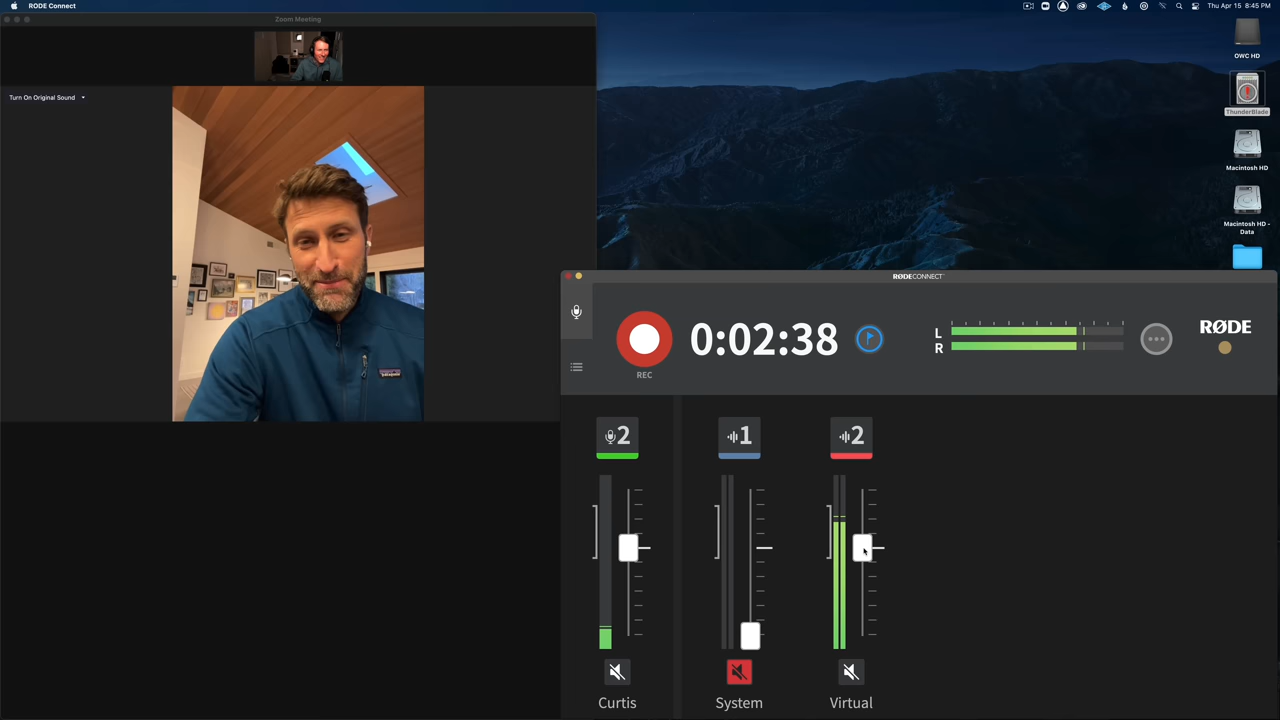 RODE Connect
Thu Apr 15 8:45 PM
Zoom Meeting
Turn On Original Sound
OWC HD
ThunderBlade
Macintosh HD
Macintosh HD -
Data
RØDECONNECT
REC
0:02:38
L
R
RØDE
2
1
2
Curtis
System
Virtual